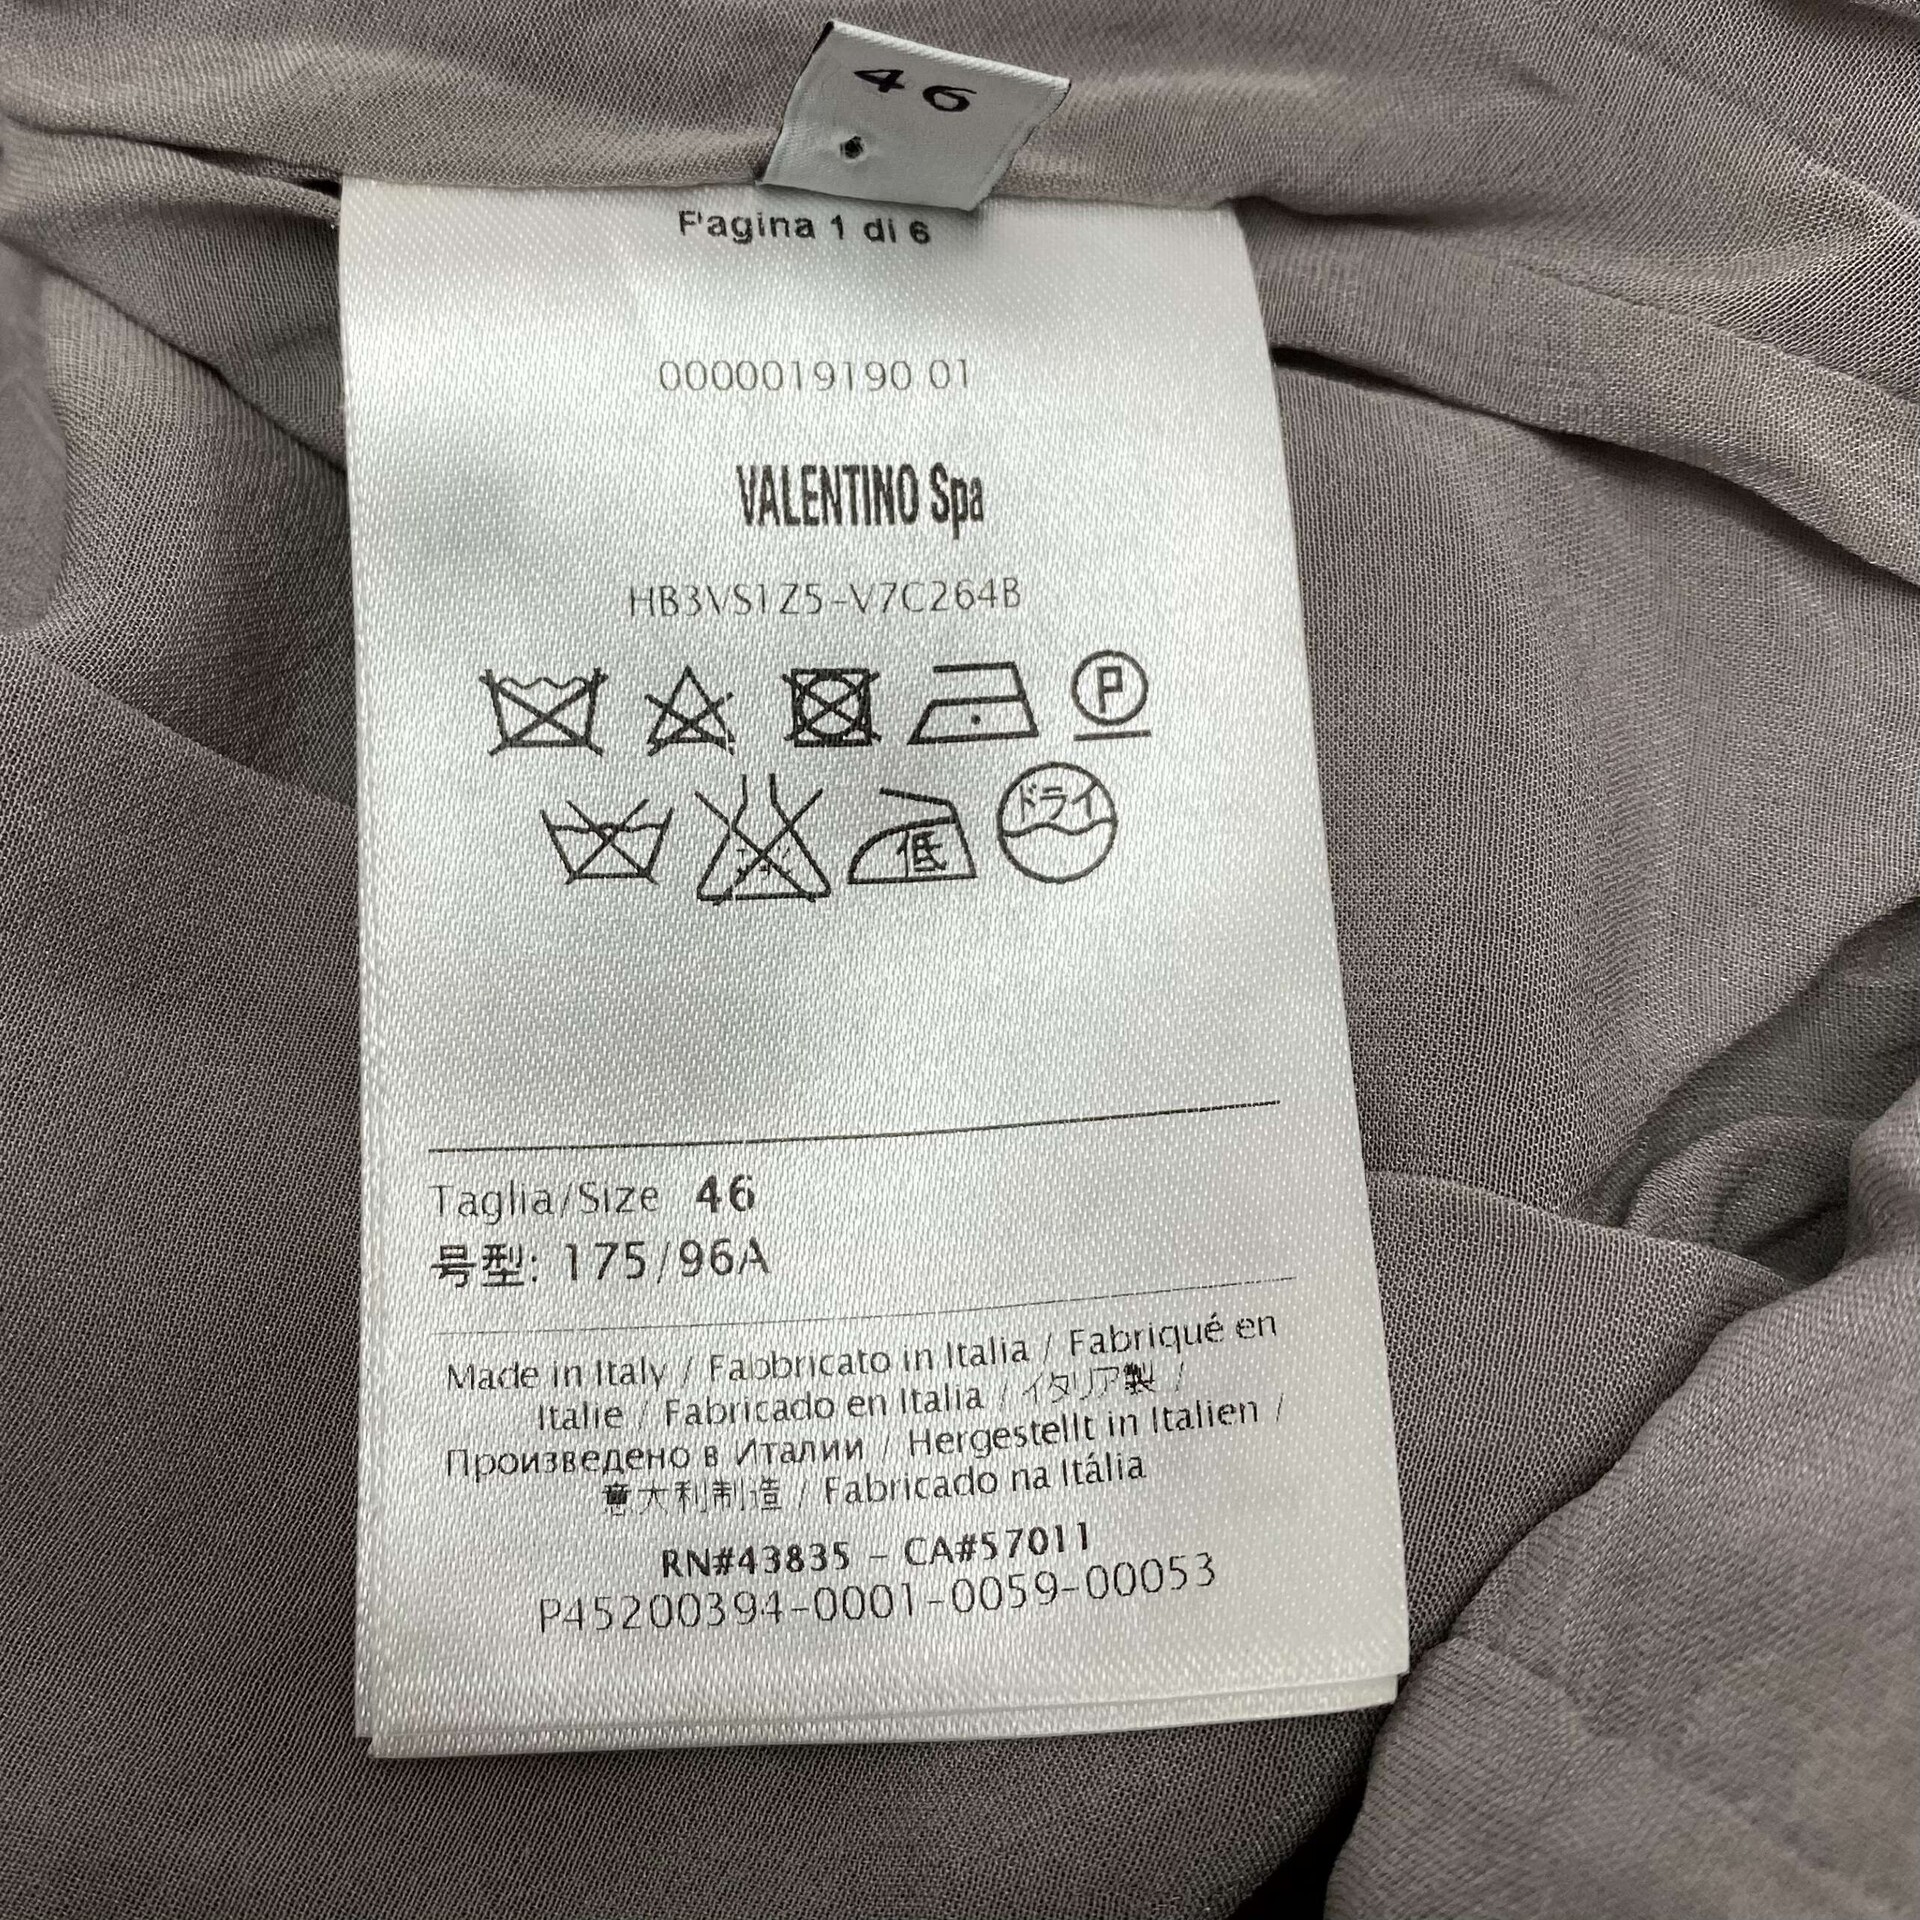 46
Pagina 1 di 6
0000019190 01
VALENTINO Spa
HB3VS1Z5-V7C264B
P
低 ドライ
Taglia/Size 46
号型: 175/96A
Made in Italy / Fabbricato in Italia / Fabriqué en
Italie / Fabricado en Italia / イタリア製 /
Произведено в Италии / Hergestellt in Italien /
意大利制造 / Fabricado na Itália
RN#43835 - CA#57011
P45200394-0001-0059-00053